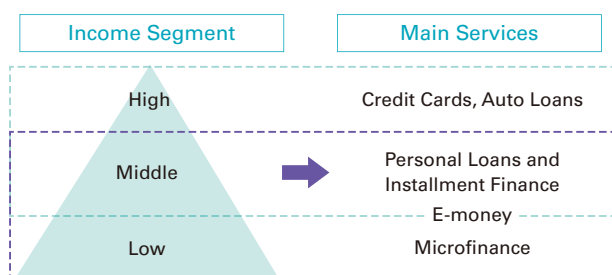 Income Segment
Main Services
High
Credit Cards, Auto Loans
Middle
Personal Loans and
Installment Finance
E-money
Low
Microfinance